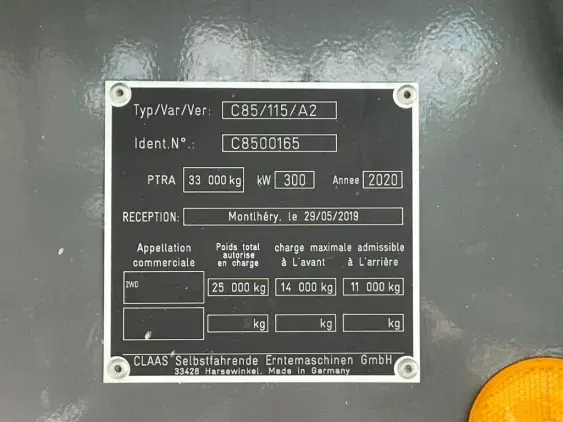 Typ/Var/Ver: C85/115/A2
Ident.N°.: C8500165
PTRA 33 000 kg kW 300 Annee 2020
RECEPTION: Montlhéry, le 29/05/2019
Appellation commerciale
Poids total autorise en charge
charge maximale admissible
à L'avant à L'arrière
2WD 25 000 kg 14 000 kg 11 000 kg
kg kg kg
CLAAS Selbstfahrende Erntemaschinen GmbH
33428 Harsewinkel, Made in Germany